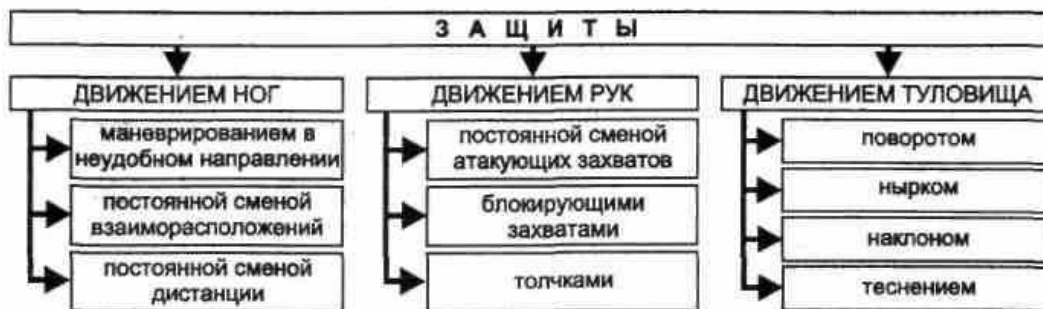 З А Щ И Т Ы
ДВИЖЕНИЕМ НОГ
маневрированием в
неудобном направлении
постоянной сменой
взаиморасположений
постоянной сменой
дистанции
ДВИЖЕНИЕМ РУК
постоянной сменой
атакующих захватов
блокирующими
захватами
толчками
ДВИЖЕНИЕМ ТУЛОВИЩА
поворотом
нырком
наклоном
теснением